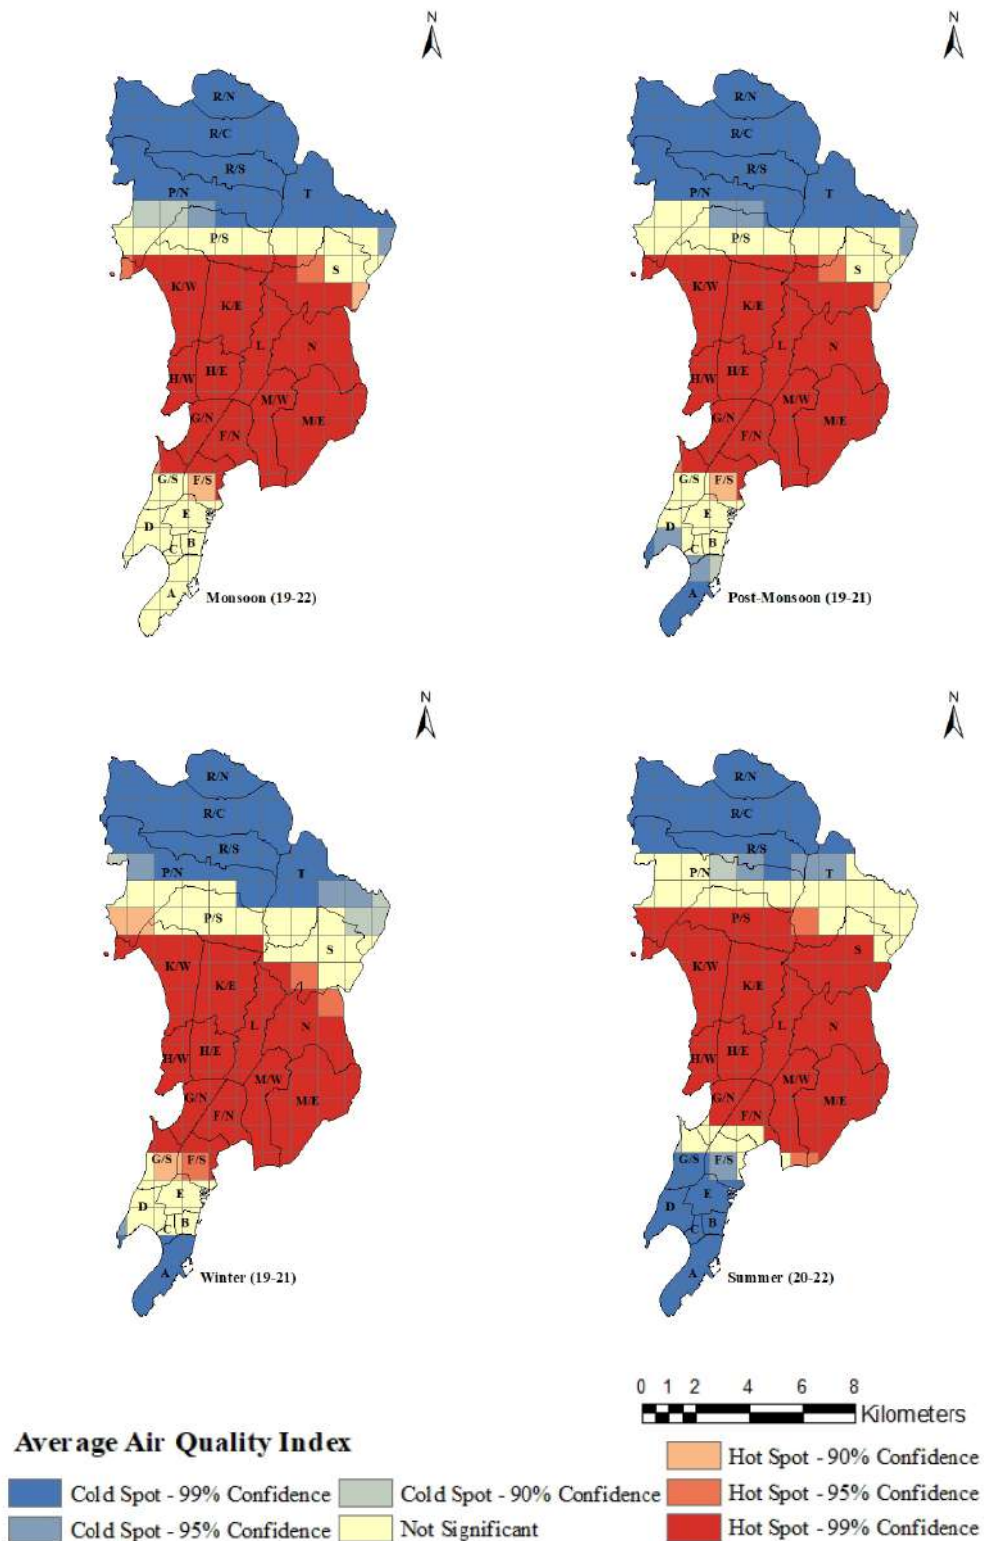 N
R/N
R/C
R/S
T
P/N
P/S
S
K/W
K/E
L
N
H/W
H/E
M/W
G/N
M/E
F/N
G/S
F/S
E
D
B
C
A
Monsoon (19-22)
N
R/N
R/C
R/S
T
P/N
P/S
S
K/W
K/E
L
N
H/W
H/E
M/W
G/N
M/E
F/N
G/S
F/S
E
D
B
C
A
Post-Monsoon (19-21)
N
R/N
R/C
R/S
P/N
T
P/S
S
K/W
K/E
L
N
H/W
H/E
M/W
G/N
M/E
F/N
G/S
F/S
E
D
B
C
A
Winter (19-21)
N
R/N
R/C
R/S
P/N
T
P/S
S
K/W
K/E
L
N
H/W
H/E
M/W
G/N
M/E
F/N
G/S
F/S
E
D
B
C
A
Summer (20-22)
0 1 2 4 6 8
Kilometers
Average Air Quality Index
Cold Spot - 99% Confidence
Cold Spot - 95% Confidence
Cold Spot - 90% Confidence
Not Significant
Hot Spot - 90% Confidence
Hot Spot - 95% Confidence
Hot Spot - 99% Confidence